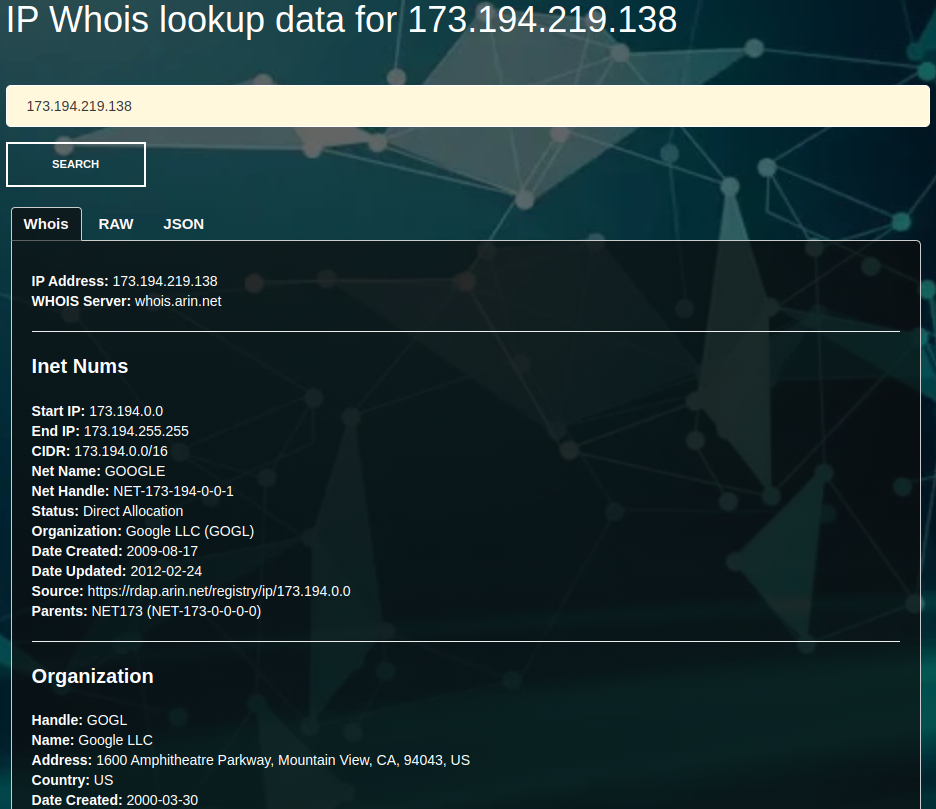 IP Whois lookup data for 173.194.219.138
173.194.219.138
SEARCH
Whois RAW JSON
IP Address: 173.194.219.138
WHOIS Server: whois.arin.net
Inet Nums
Start IP: 173.194.0.0
End IP: 173.194.255.255
CIDR: 173.194.0.0/16
Net Name: GOOGLE
Net Handle: NET-173-194-0-0-1
Status: Direct Allocation
Organization: Google LLC (GOGL)
Date Created: 2009-08-17
Date Updated: 2012-02-24
Source: https://rdap.arin.net/registry/ip/173.194.0.0
Parents: NET173 (NET-173-0-0-0-0)
Organization
Handle: GOGL
Name: Google LLC
Address: 1600 Amphitheatre Parkway, Mountain View, CA, 94043, US
Country: US
Date Created: 2000-03-30